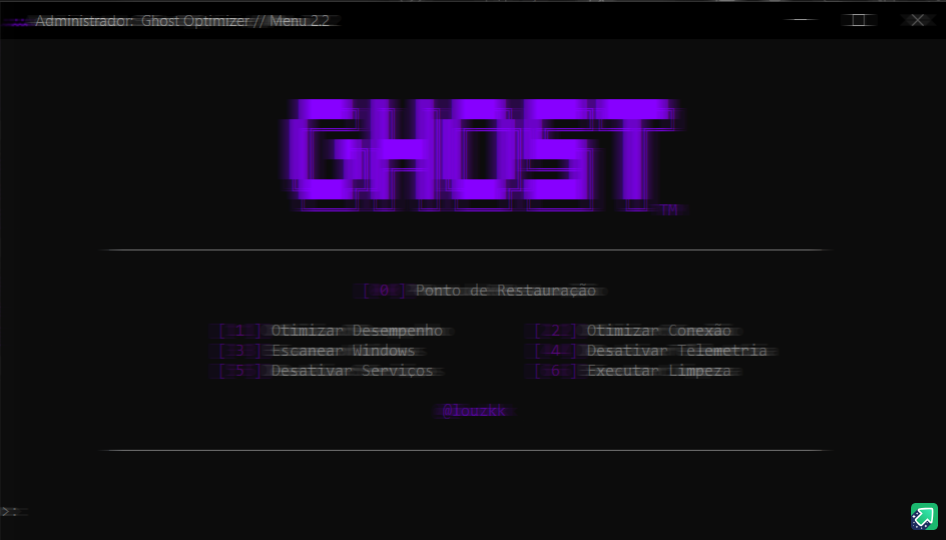 Administrador: Ghost Optimizer // Menu 2.2
GHOST
TM
[ 0 ] Ponto de Restauração
[ 1 ] Otimizar Desempenho [ 2 ] Otimizar Conexão
[ 3 ] Escanear Windows [ 4 ] Desativar Telemetria
[ 5 ] Desativar Serviços [ 6 ] Executar Limpeza
@louzkk
>: